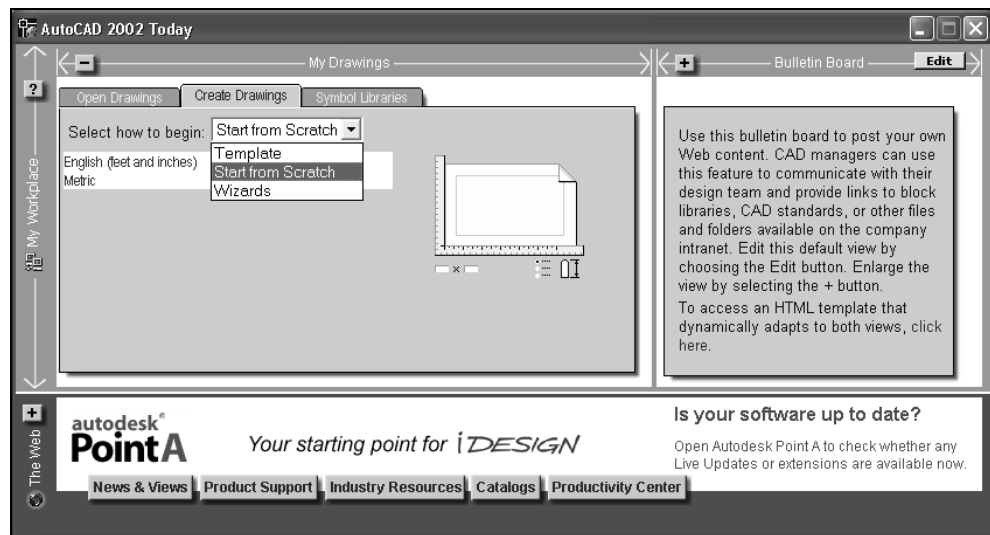 AutoCAD 2002 Today
My Drawings
Bulletin Board
Edit
?
My Workplace
Open Drawings
Create Drawings
Symbol Libraries
Select how to begin:
Start from Scratch
Template
Start from Scratch
Wizards
English (feet and inches)
Metric
Use this bulletin board to post your own
Web content. CAD managers can use
this feature to communicate with their
design team and provide links to block
libraries, CAD standards, or other files
and folders available on the company
intranet. Edit this default view by
choosing the Edit button. Enlarge the
view by selecting the + button.
To access an HTML template that
dynamically adapts to both views, click
here.
The Web
autodesk®
Point A
Your starting point for iDESIGN
Is your software up to date?
Open Autodesk Point A to check whether any
Live Updates or extensions are available now.
News & Views
Product Support
Industry Resources
Catalogs
Productivity Center